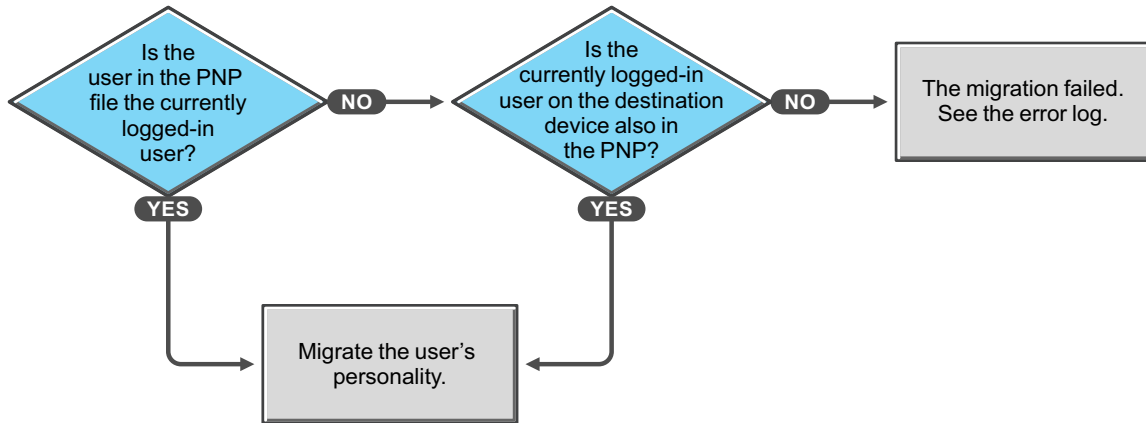 Is the
user in the PNP
file the currently
logged-in
user?
NO
Is the
currently logged-in
user on the destination
device also in
the PNP?
NO
The migration failed.
See the error log.
YES
YES
Migrate the user’s
personality.